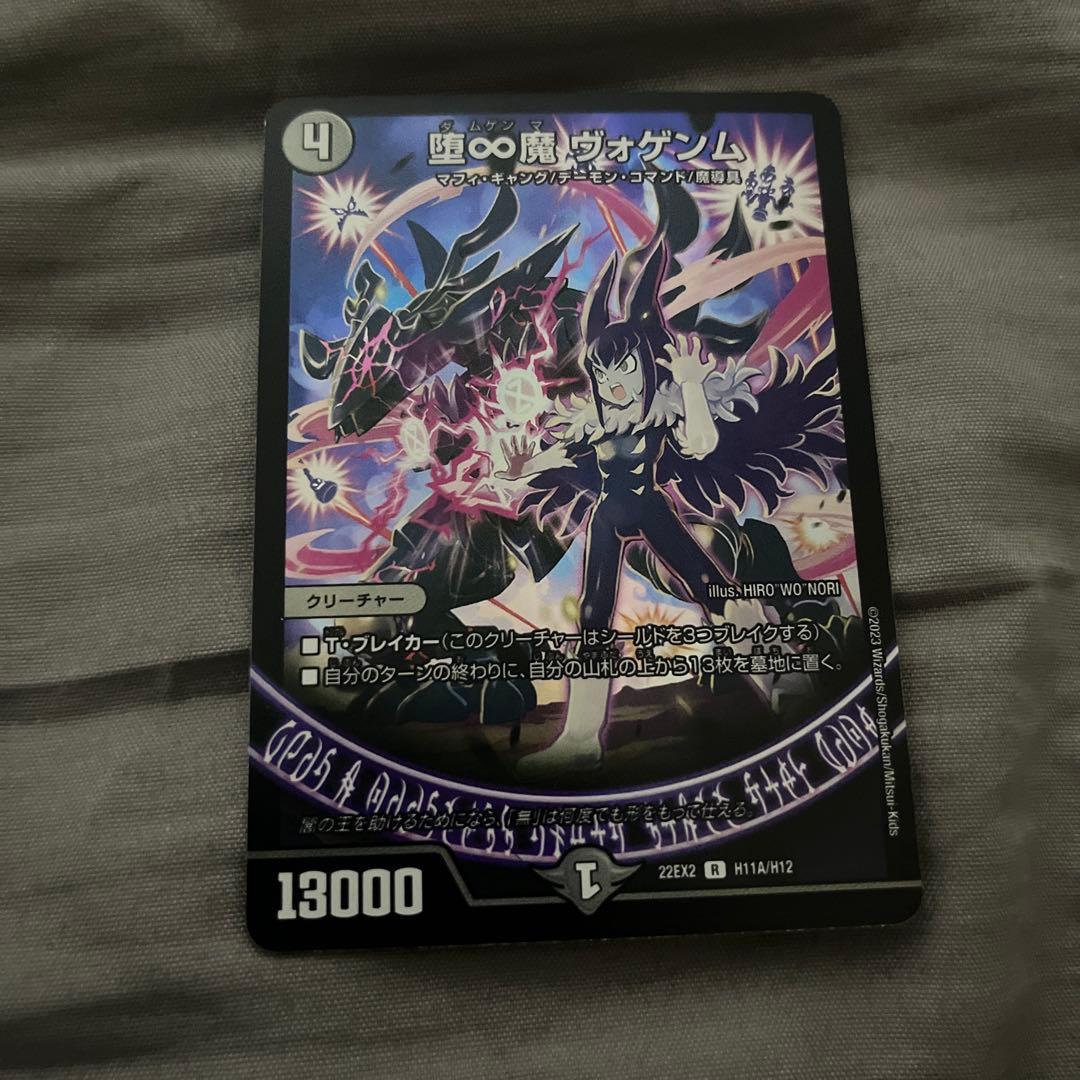 4
ダムゲン マ
堕∞魔 ヴォゲンム
マフィ・ギャング/デーモン・コマンド/魔導具
illus. HIRO"WO"NORI
クリーチャー
■T・ブレイカー(このクリーチャーはシールドを3つブレイクする)
■自分のターンの終わりに、自分の山札の上から13枚を墓地に置く。
©2023 Wizards/Shogakukan/Mitsui-Kids
闇の王を助けるためになら、「無」は何度でも形をもって仕える。
13000
1
22EX2 R H11A/H12